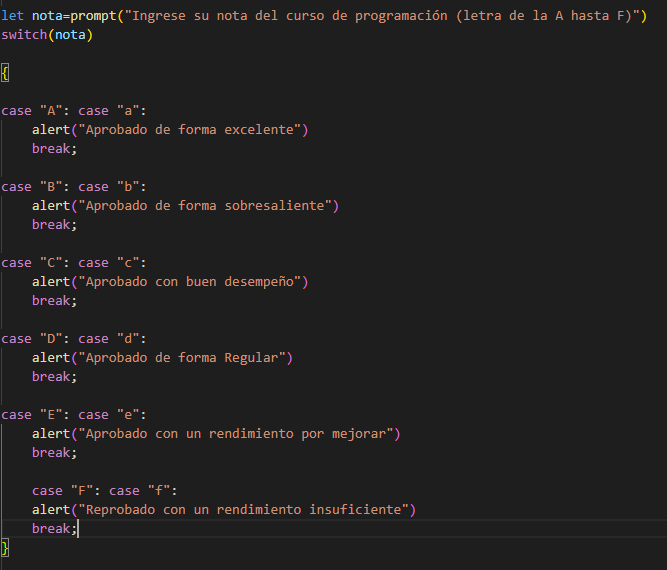 let nota=prompt("Ingrese su nota del curso de programación (letra de la A hasta F)")
switch(nota)
{
case "A": case "a":
alert("Aprobado de forma excelente")
break;
case "B": case "b":
alert("Aprobado de forma sobresaliente")
break;
case "C": case "c":
alert("Aprobado con buen desempeño")
break;
case "D": case "d":
alert("Aprobado de forma Regular")
break;
case "E": case "e":
alert("Aprobado con un rendimiento por mejorar")
break;
case "F": case "f":
alert("Reprobado con un rendimiento insuficiente")
break;
}